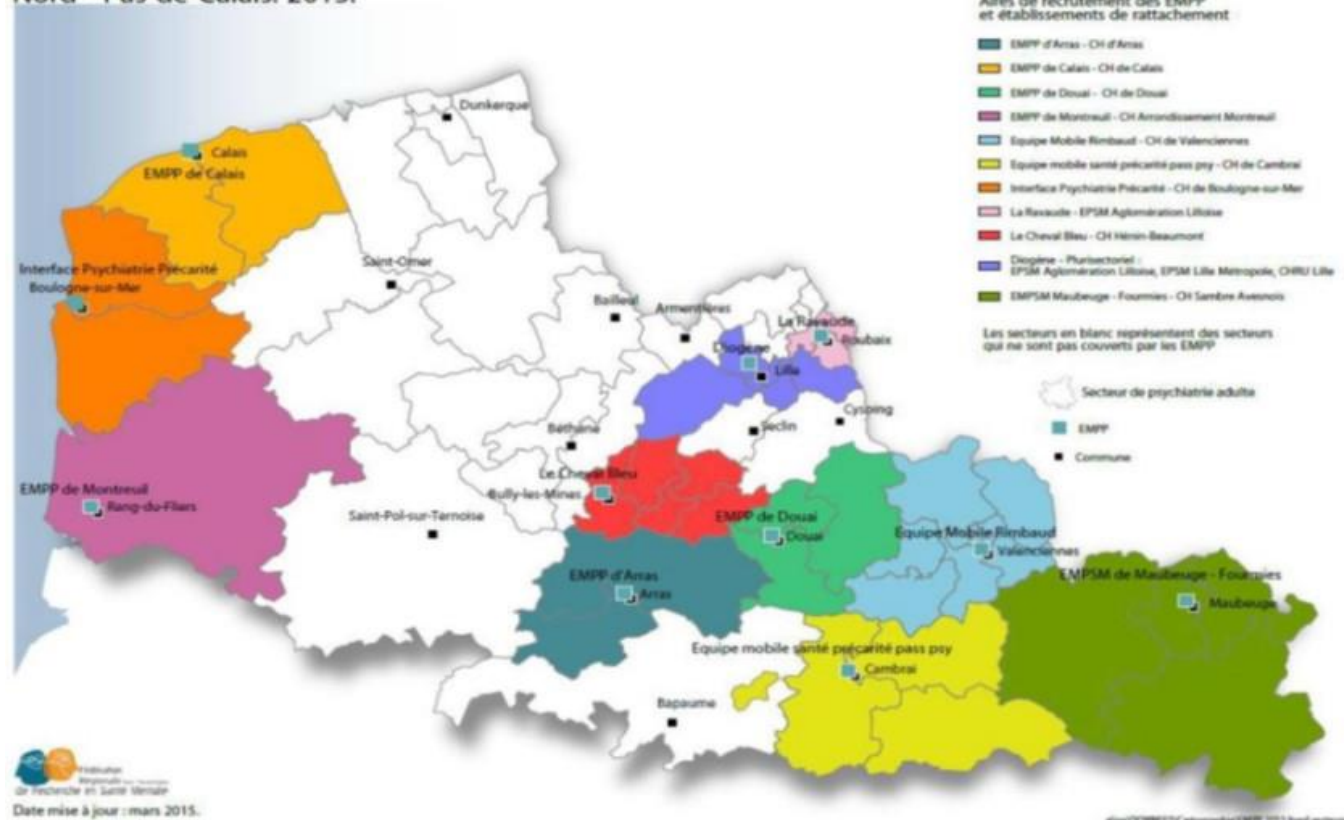 Nord - Pas de Calais. 2015.
Aires de recrutement des EMPP
et établissements de rattachement
EMPP d'Arras - CH d'Arras
EMPP de Calais - CH de Calais
EMPP de Douai - CH de Douai
EMPP de Montreuil - CH Arrondissement Montreuil
Equipe Mobile Rimbaud - CH de Valenciennes
Equipe mobile santé précarité pass psy - CH de Cambrai
Interface Psychiatrie Précarité - CH de Boulogne-sur-Mer
La Ravaude - EPSM Aglomération Lilloise
Le Cheval Bleu - CH Hénin-Beaumont
Diogène - Plurisectoriel :
EPSM Aglomération Lilloise, EPSM Lille Métropole, CHRU Lille
EMPSM Maubeuge - Fourmies - CH Sambre Avesnois
Les secteurs en blanc représentent des secteurs
qui ne sont pas couverts par les EMPP
Secteur de psychiatrie adulte
EMPP
Commune
Dunkerque
Calais
EMPP de Calais
Saint-Omer
Interface Psychiatrie Précarité
Boulogne-sur-Mer
Bailleul
Armentières
La Ravaude
Roubaix
Diogène
Lille
Cysoing
Seclin
Béthune
Le Cheval Bleu
Bully-les-Mines
EMPP de Montreuil
Rang-du-Fliers
Saint-Pol-sur-Ternoise
EMPP de Douai
Douai
Equipe Mobile Rimbaud
Valenciennes
EMPP d'Arras
Arras
EMPSM de Maubeuge - Fourmies
Maubeuge
Equipe mobile santé précarité pass psy
Cambrai
Bapaume
Fédération
Régionale
de Recherche en Santé Mentale
Date mise à jour : mars 2015.